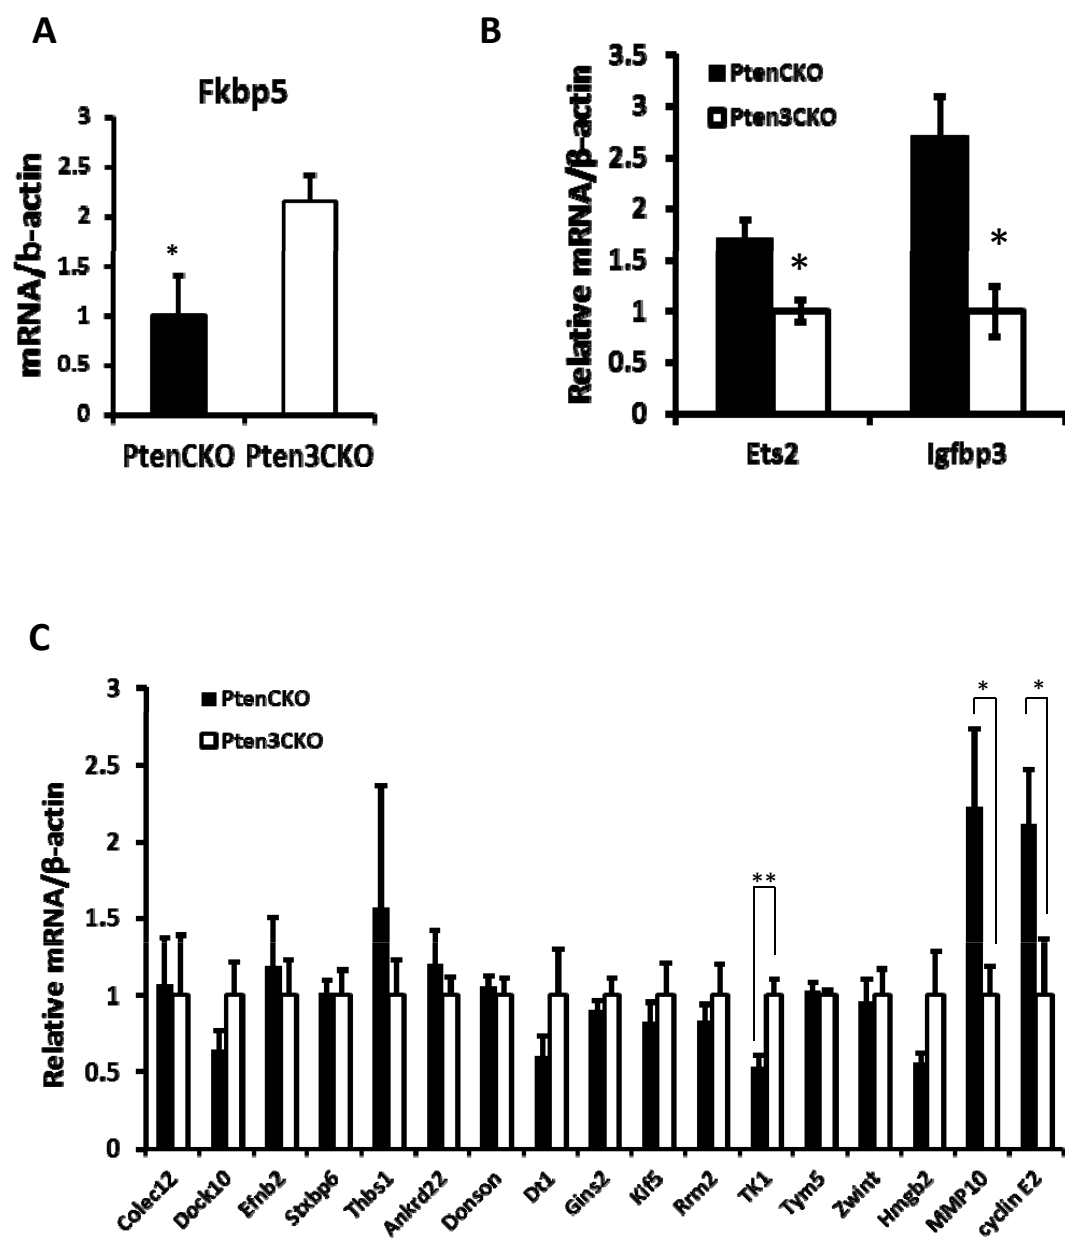 A
Fkbp5
mRNA/b-actin
3
2.5
2
1.5
1
0.5
0
*
PtenCKO Pten3CKO
B
PtenCKO
Pten3CKO
Relative mRNA/β-actin
3.5
3
2.5
2
1.5
1
0.5
0
*
*
Ets2 Igfbp3
C
PtenCKO
Pten3CKO
Relative mRNA/β-actin
3
2.5
2
1.5
1
0.5
0
**
*
*
Colec12
Dock10
Efnb2
Stxbp6
Thbs1
Ankrd22
Donson
Dt1
Gins2
Klf5
Rrm2
TK1
Tym5
Zwint
Hmgb2
MMP10
cyclin E2